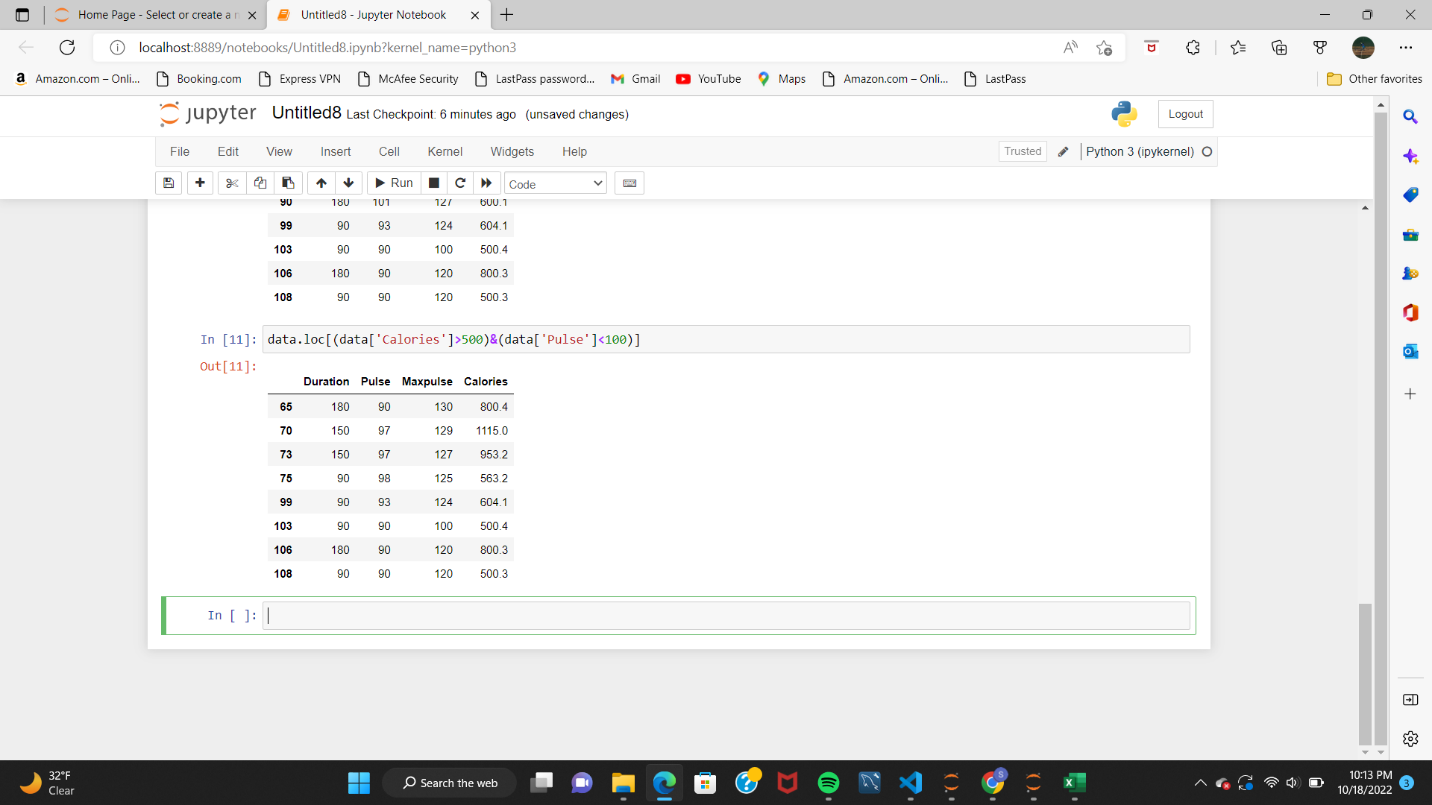 Home Page - Select or create a n
Untitled8 - Jupyter Notebook
localhost:8889/notebooks/Untitled8.ipynb?kernel_name=python3
Amazon.com – Onli... Booking.com Express VPN McAfee Security LastPass password... Gmail YouTube Maps Amazon.com – Onli... LastPass Other favorites
jupyter Untitled8 Last Checkpoint: 6 minutes ago (unsaved changes) Logout
File Edit View Insert Cell Kernel Widgets Help Trusted Python 3 (ipykernel)
Run Code
90 180 101 127 600.1
99 90 93 124 604.1
103 90 90 100 500.4
106 180 90 120 800.3
108 90 90 120 500.3
In [11]: data.loc[(data['Calories']>500)&(data['Pulse']<100)]
Out[11]:
Duration Pulse Maxpulse Calories
65 180 90 130 800.4
70 150 97 129 1115.0
73 150 97 127 953.2
75 90 98 125 563.2
99 90 93 124 604.1
103 90 90 100 500.4
106 180 90 120 800.3
108 90 90 120 500.3
In [ ]:
32°F
Clear
Search the web
10:13 PM
10/18/2022
3